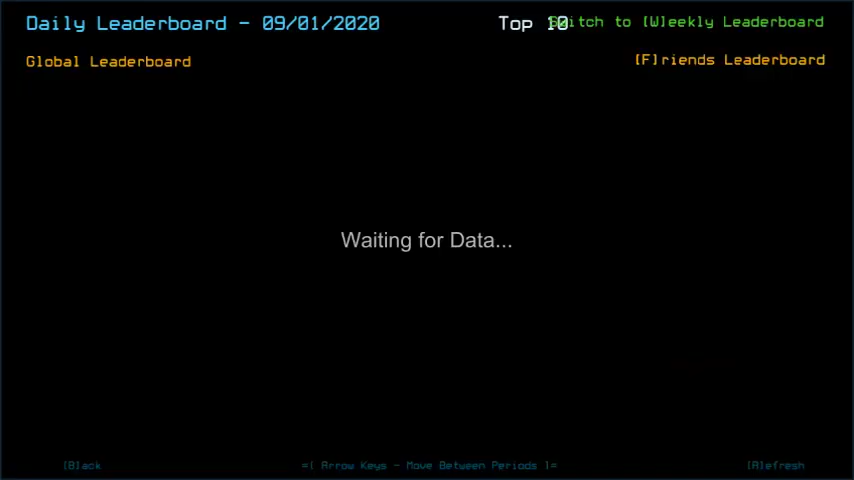 Daily Leaderboard - 09/01/2020 Top 10 Switch to [W]eekly Leaderboard
Global Leaderboard [F]riends Leaderboard
Waiting for Data...
[B]ack =[ Arrow Keys - Move Between Periods ]= [R]efresh